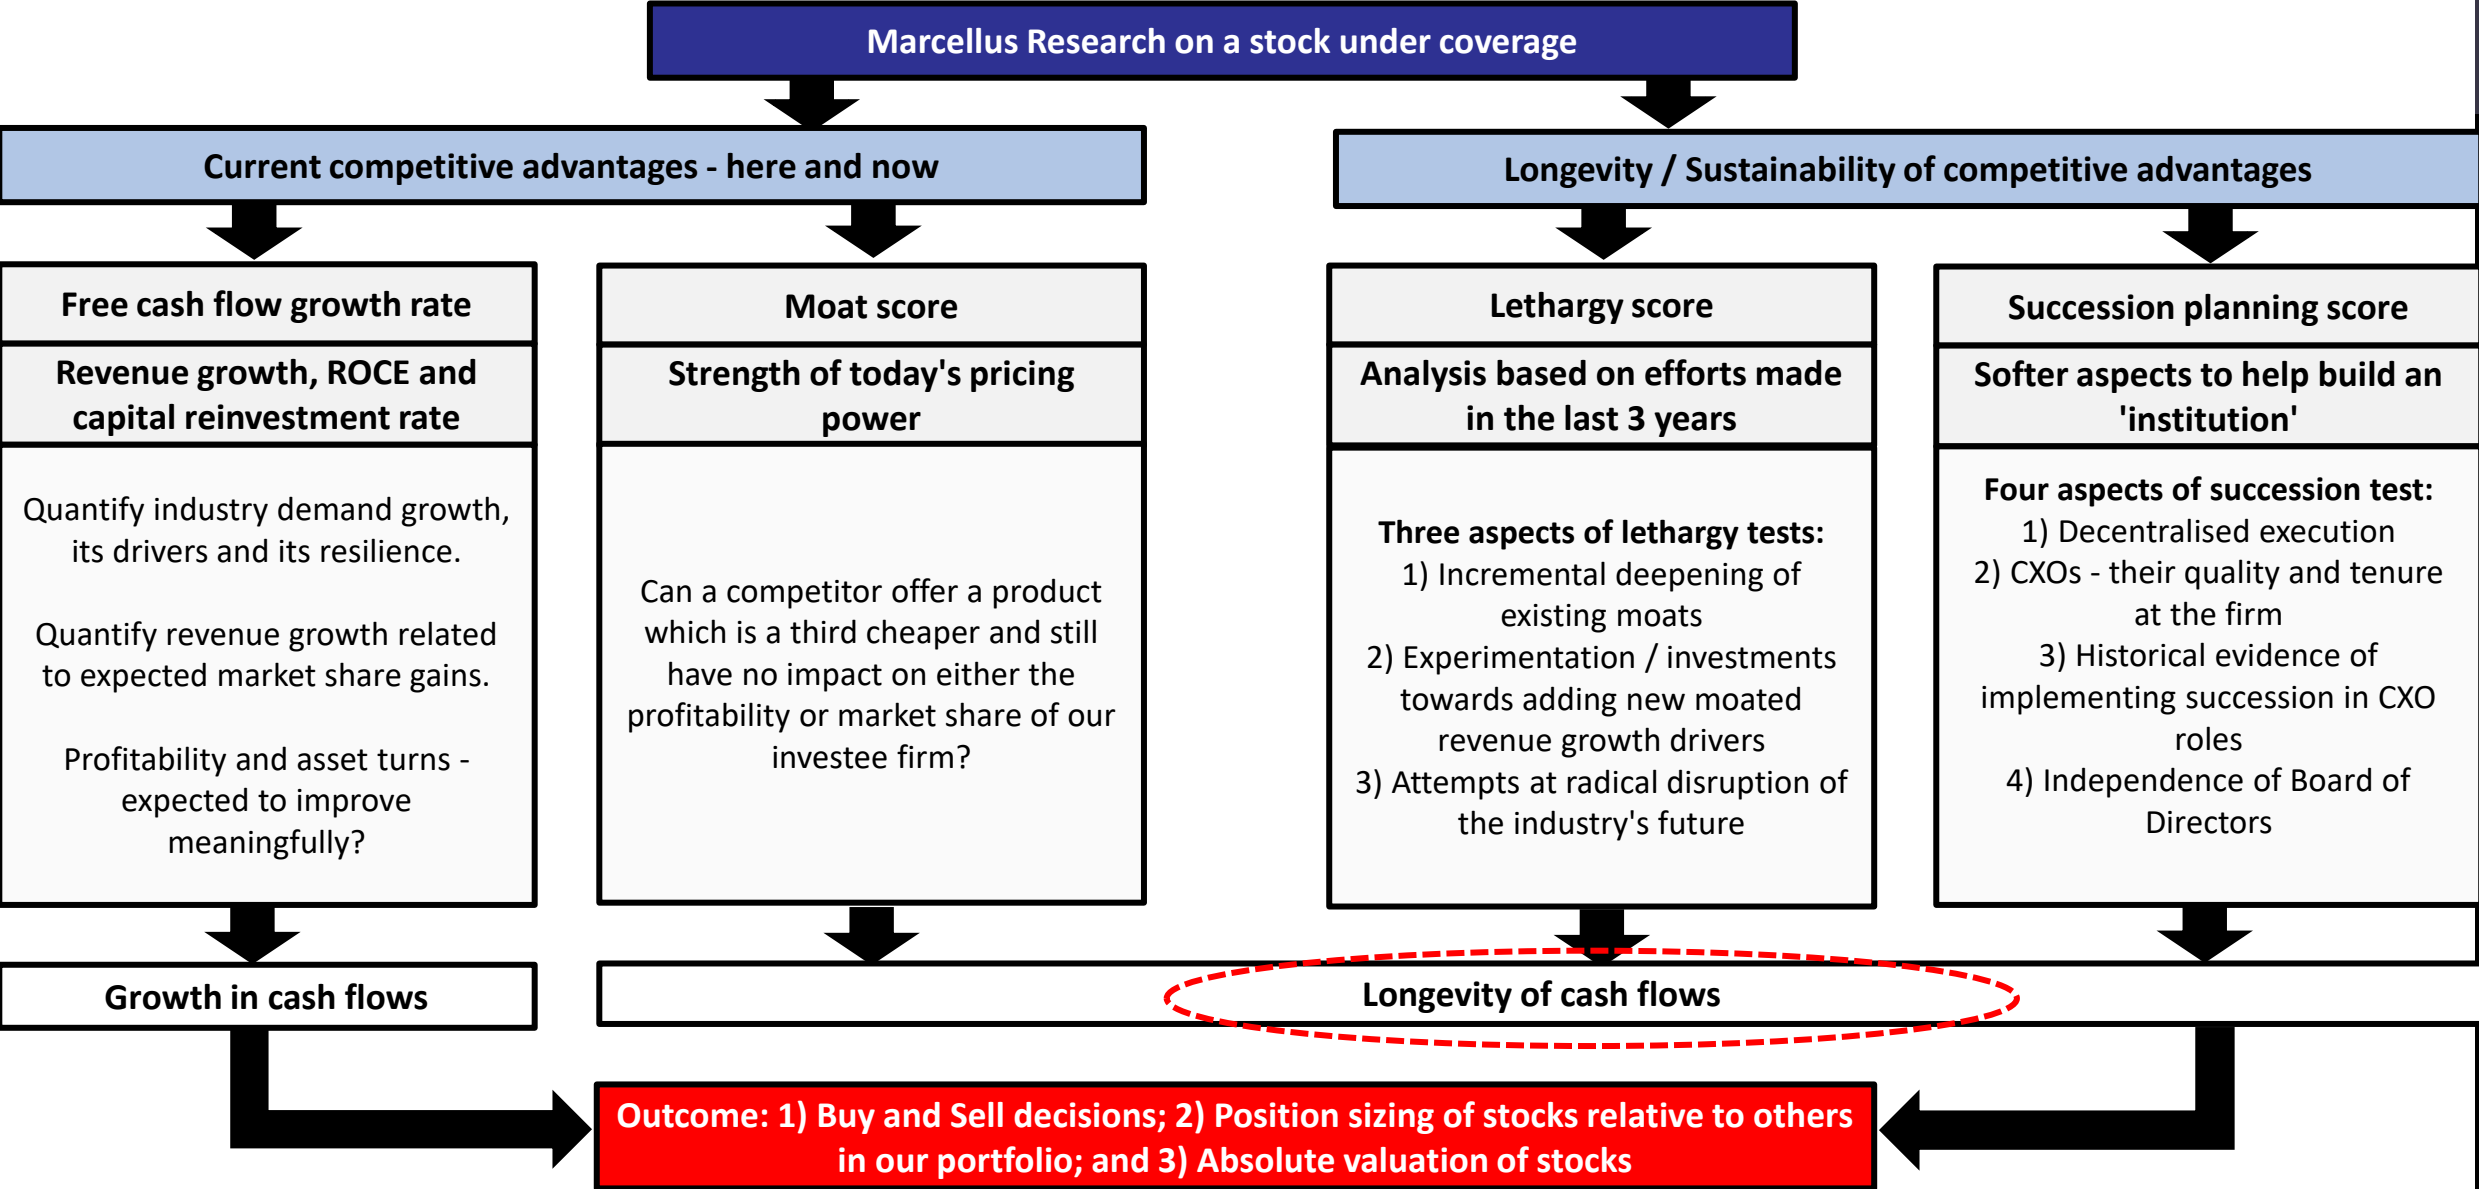 Marcellus Research on a stock under coverage
Current competitive advantages - here and now
Longevity / Sustainability of competitive advantages
Free cash flow growth rate
Revenue growth, ROCE and
capital reinvestment rate
Quantify industry demand growth,
its drivers and its resilience.
Quantify revenue growth related
to expected market share gains.
Profitability and asset turns -
expected to improve
meaningfully?
Moat score
Strength of today's pricing
power
Can a competitor offer a product
which is a third cheaper and still
have no impact on either the
profitability or market share of our
investee firm?
Lethargy score
Analysis based on efforts made
in the last 3 years
Three aspects of lethargy tests:
1) Incremental deepening of
existing moats
2) Experimentation / investments
towards adding new moated
revenue growth drivers
3) Attempts at radical disruption of
the industry's future
Succession planning score
Softer aspects to help build an
'institution'
Four aspects of succession test:
1) Decentralised execution
2) CXOs - their quality and tenure
at the firm
3) Historical evidence of
implementing succession in CXO
roles
4) Independence of Board of
Directors
Growth in cash flows
Longevity of cash flows
Outcome: 1) Buy and Sell decisions; 2) Position sizing of stocks relative to others
in our portfolio; and 3) Absolute valuation of stocks